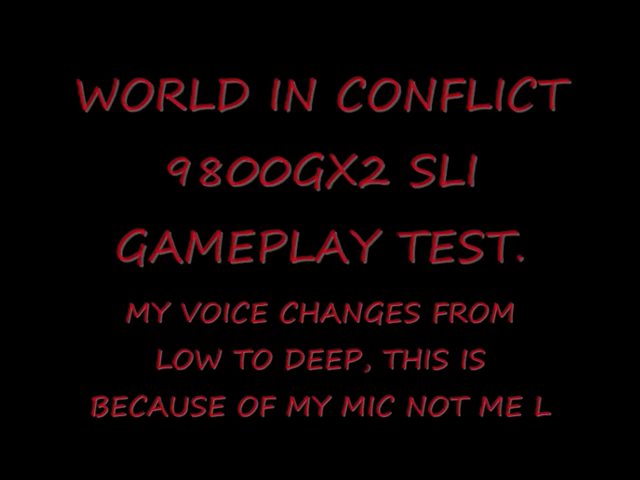 WORLD IN CONFLICT
9800GX2 SLI
GAMEPLAY TEST.
MY VOICE CHANGES FROM
LOW TO DEEP, THIS IS
BECAUSE OF MY MIC NOT ME L